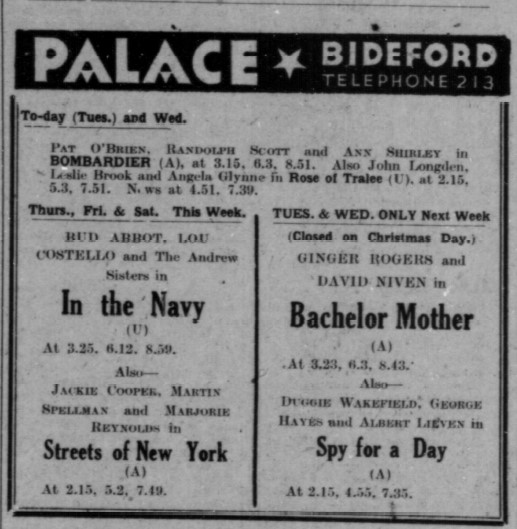 PALACE ★ BIDEFORD
TELEPHONE 213
To-day (Tues.) and Wed.
PAT O'BRIEN, RANDOLPH SCOTT and ANN SHIRLEY in
BOMBARDIER (A), at 3.15, 6.3, 8.51. Also John Longden,
Leslie Brook and Angela Glynne in Rose of Tralee (U), at 2.15,
5.3, 7.51. News at 4.51, 7.39.
Thurs., Fri. & Sat. This Week.
BUD ABBOT, LOU
COSTELLO and The Andrew
Sisters in
In the Navy
(U)
At 3.25, 6.12, 8.59.
Also—
JACKIE COOPER, MARTIN
SPELLMAN and MARJORIE
REYNOLDS in
Streets of New York
(A)
At 2.15, 5.2, 7.49.
TUES. & WED. ONLY Next Week
(Closed on Christmas Day.)
GINGER ROGERS and
DAVID NIVEN in
Bachelor Mother
(A)
At 3.23, 6.3, 8.43.
Also—
DUGGIE WAKEFIELD, GEORGE
HAYES and ALBERT LIEVEN in
Spy for a Day
(A)
At 2.15, 4.55, 7.35.